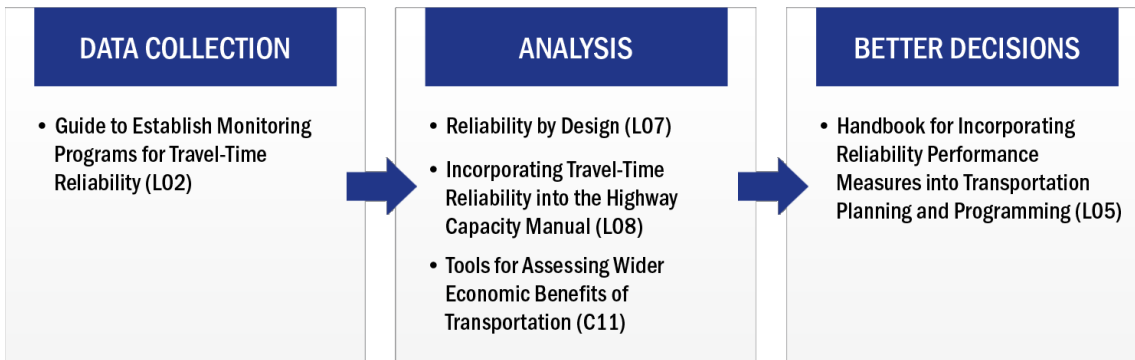 DATA COLLECTION
• Guide to Establish Monitoring
Programs for Travel-Time
Reliability (L02)
ANALYSIS
• Reliability by Design (L07)
• Incorporating Travel-Time
Reliability into the Highway
Capacity Manual (L08)
• Tools for Assessing Wider
Economic Benefits of
Transportation (C11)
BETTER DECISIONS
• Handbook for Incorporating
Reliability Performance
Measures into Transportation
Planning and Programming (L05)